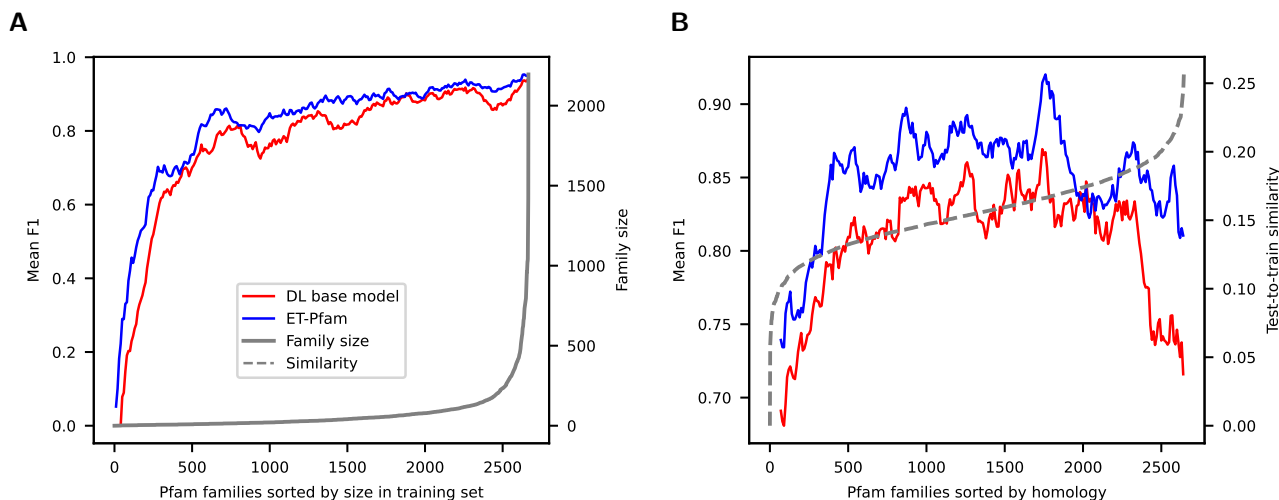 A
1.0
0.8
0.6
0.4
0.2
0.0
Mean F1
0
500
1000
1500
2000
2500
Pfam families sorted by size in training set
2000
1500
1000
500
0
Family size
DL base model
ET-Pfam
Family size
Similarity
B
0.90
0.85
0.80
0.75
0.70
Mean F1
0
500
1000
1500
2000
2500
Pfam families sorted by homology
0.25
0.20
0.15
0.10
0.05
0.00
Test-to-train similarity